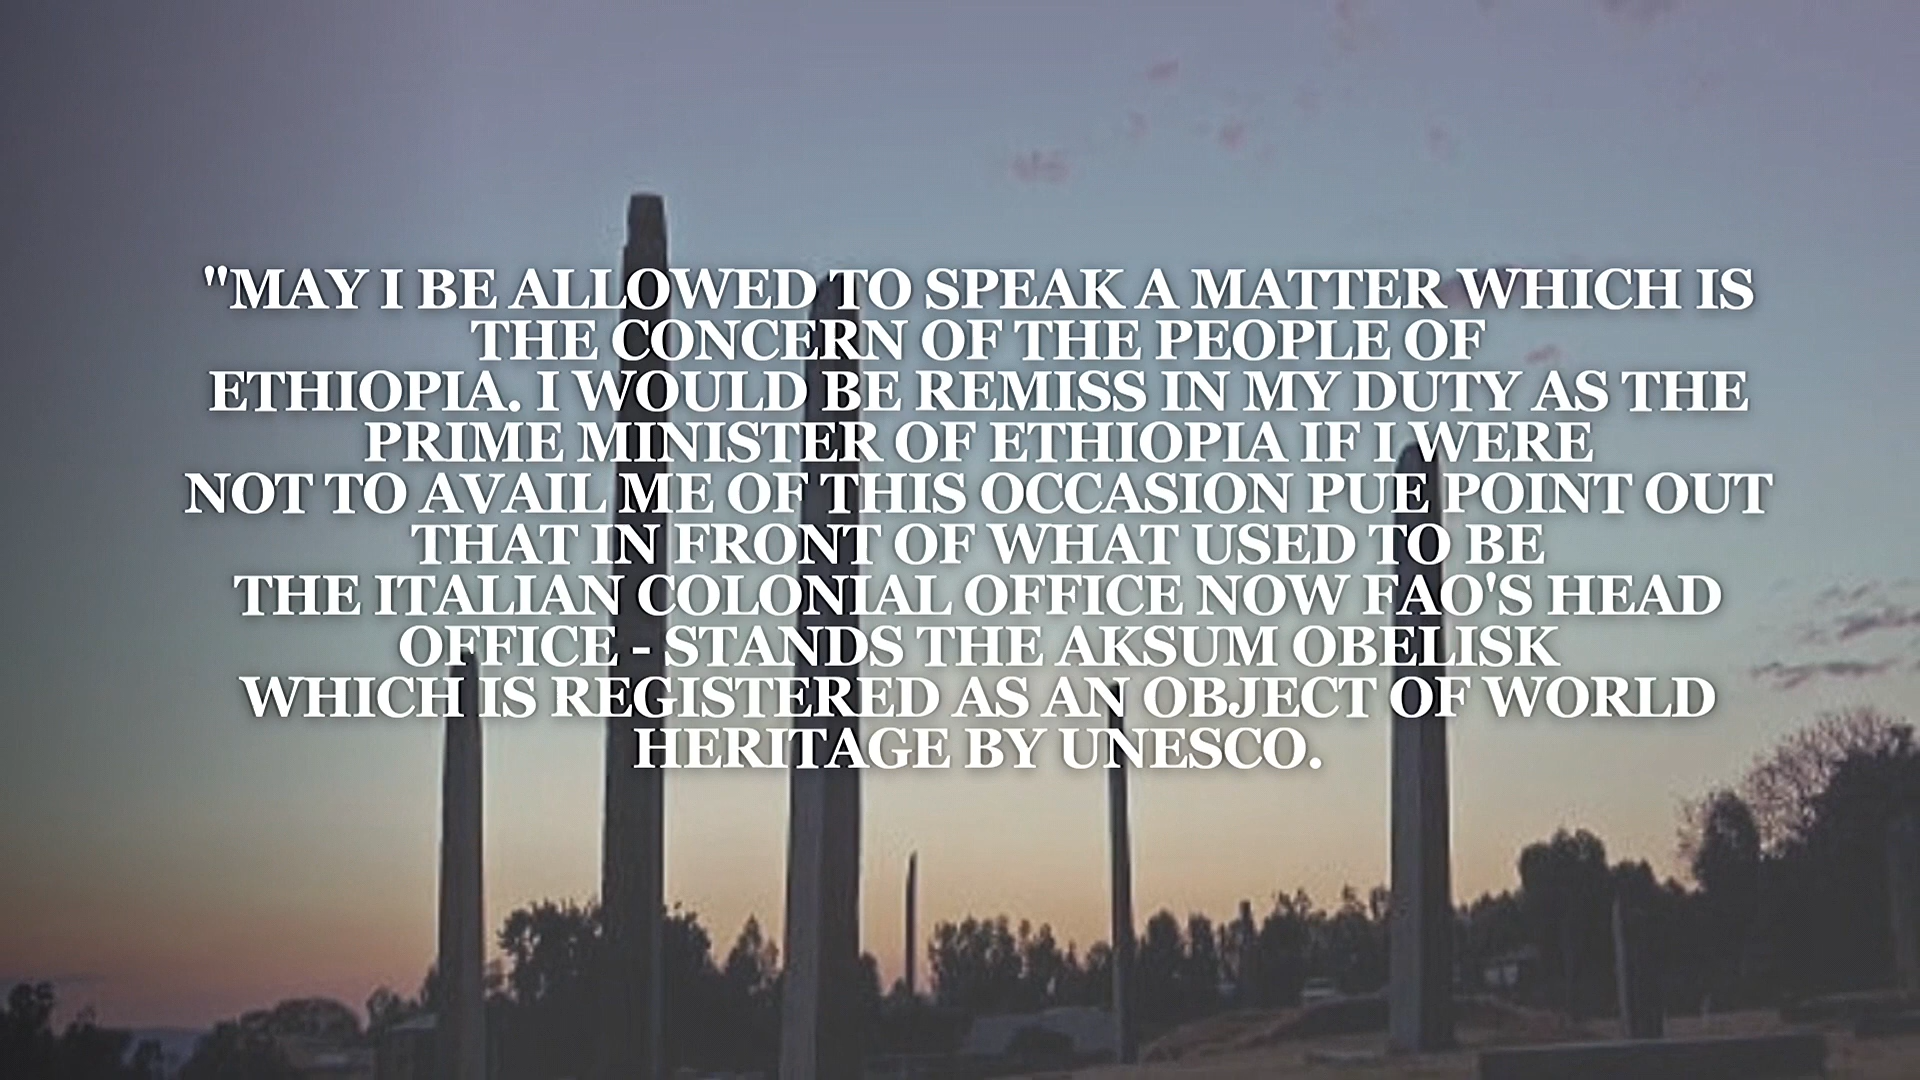 "MAY I BE ALLOWED TO SPEAK A MATTER WHICH IS
THE CONCERN OF THE PEOPLE OF
ETHIOPIA. I WOULD BE REMISS IN MY DUTY AS THE
PRIME MINISTER OF ETHIOPIA IF I WERE
NOT TO AVAIL ME OF THIS OCCASION PUE POINT OUT
THAT IN FRONT OF WHAT USED TO BE
THE ITALIAN COLONIAL OFFICE NOW FAO'S HEAD
OFFICE - STANDS THE AKSUM OBELISK
WHICH IS REGISTERED AS AN OBJECT OF WORLD
HERITAGE BY UNESCO.